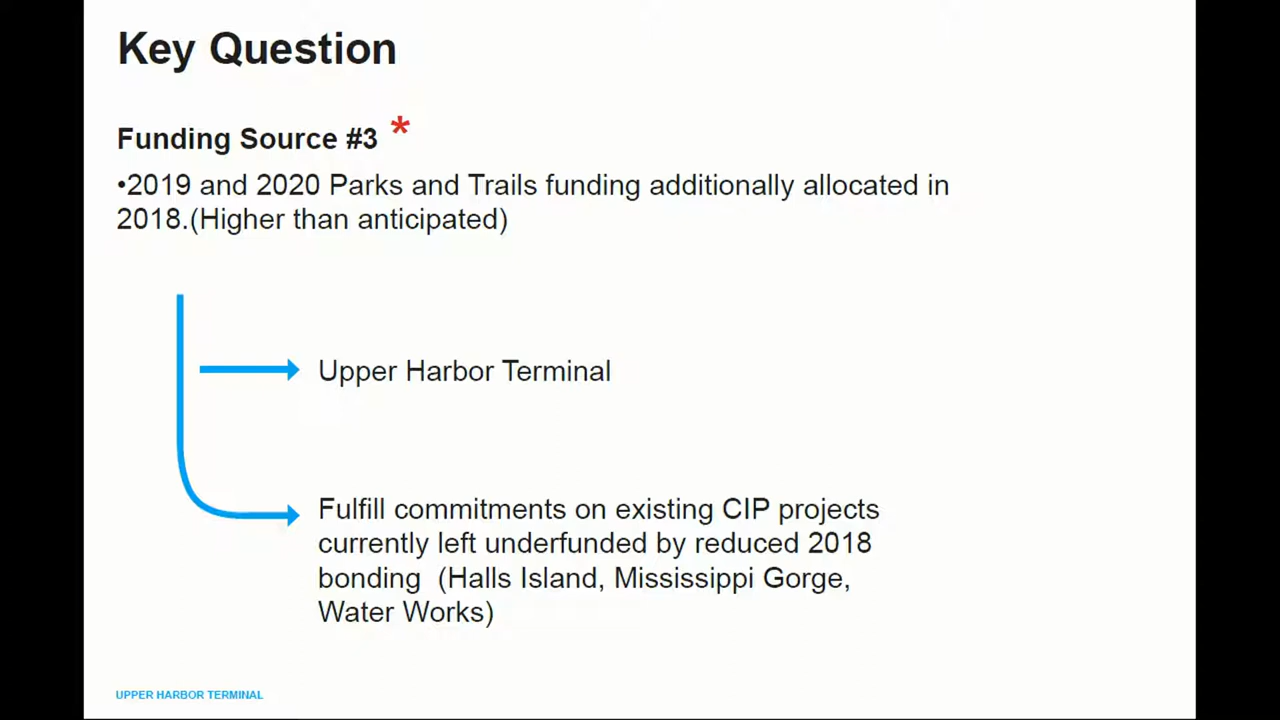 Key Question
Funding Source #3 *
•2019 and 2020 Parks and Trails funding additionally allocated in
2018.(Higher than anticipated)
Upper Harbor Terminal
Fulfill commitments on existing CIP projects
currently left underfunded by reduced 2018
bonding  (Halls Island, Mississippi Gorge,
Water Works)
UPPER HARBOR TERMINAL